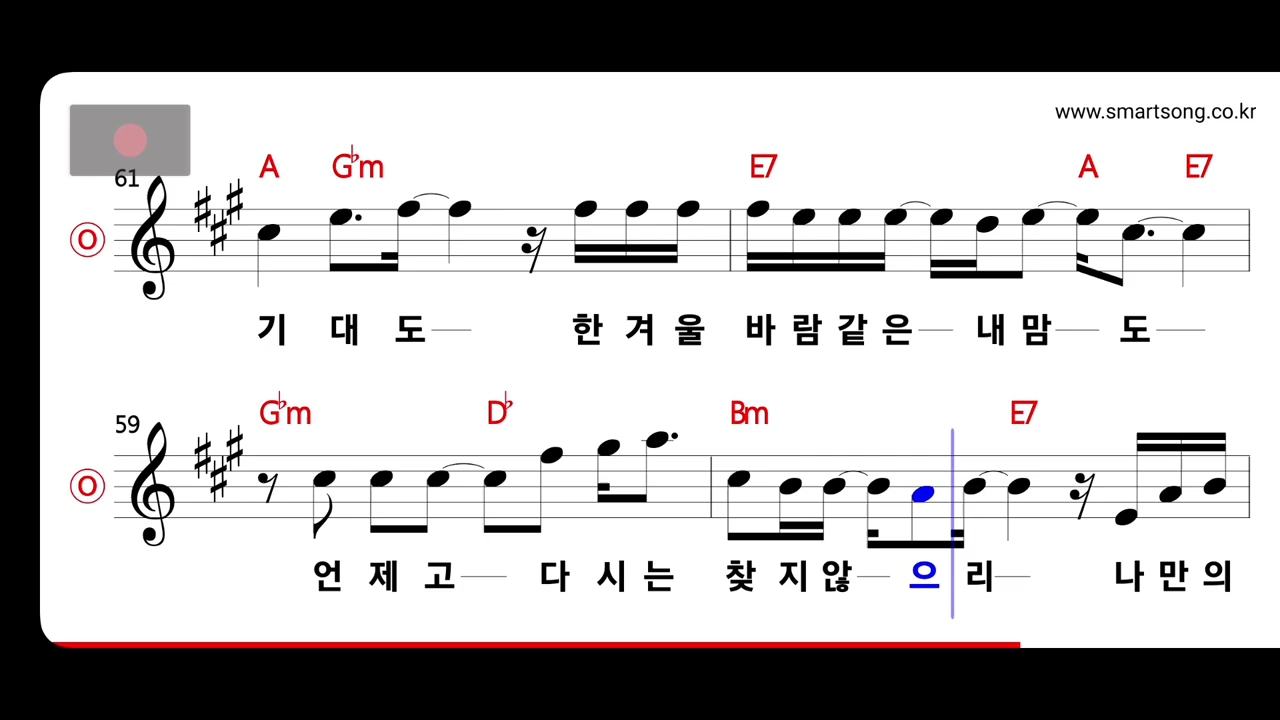 www.smartsong.co.kr
61
A G♭m E7 A E7
O
기 대 도 한 겨 울 바 람 같 은 내 맘 도
59
G♭m D♭ Bm E7
O
언 제 고 다 시 는 찾 지 않 으 리 나 만 의